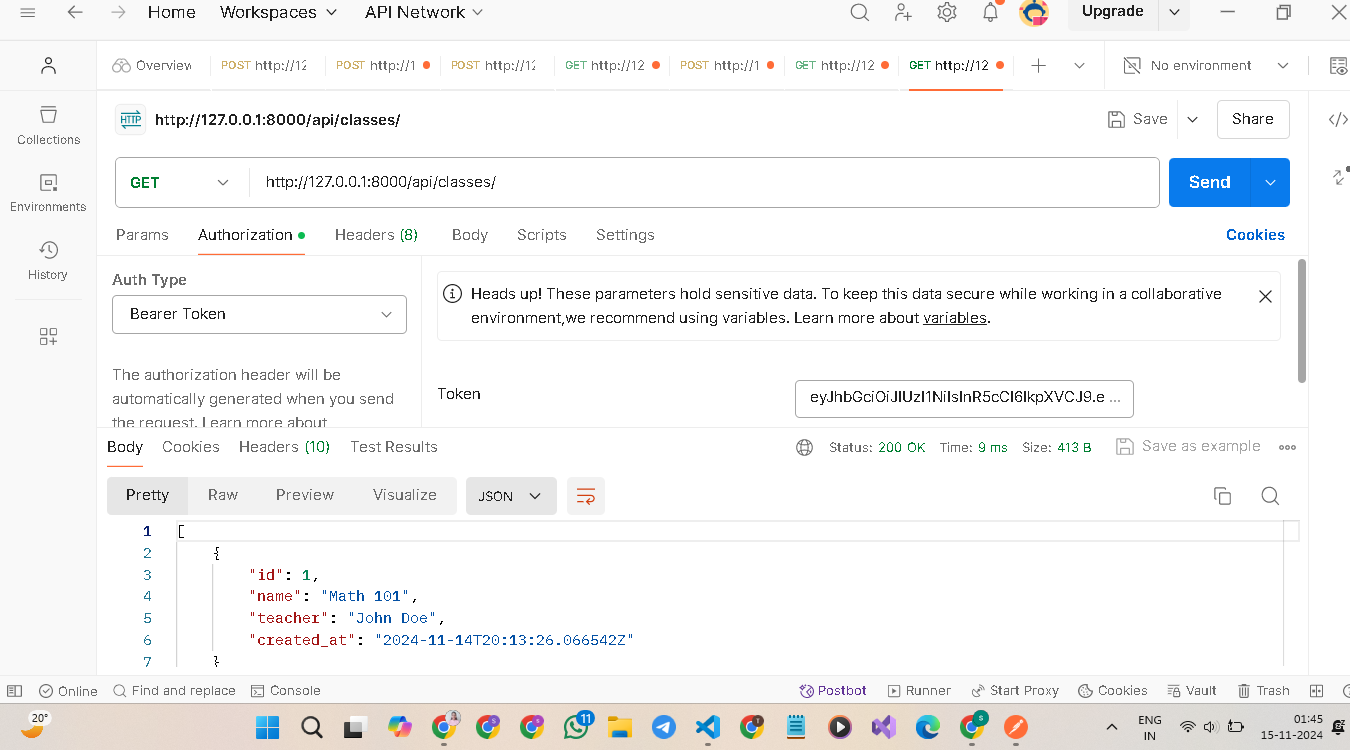 Home Workspaces API Network Upgrade
Overview POST http://12 POST http://1 POST http://12 GET http://12 POST http://1 GET http://12 GET http://12 No environment
HTTP http://127.0.0.1:8000/api/classes/ Save Share
Collections
GET http://127.0.0.1:8000/api/classes/ Send
Environments
Params Authorization Headers (8) Body Scripts Settings Cookies
History
Auth Type
Bearer Token
Heads up! These parameters hold sensitive data. To keep this data secure while working in a collaborative
environment,we recommend using variables. Learn more about variables.
The authorization header will be
automatically generated when you send
the request. Learn more about
Token
Body Cookies Headers (10) Test Results Status: 200 OK Time: 9 ms Size: 413 B Save as example
Pretty Raw Preview Visualize JSON
1 [
2 {
3 "id": 1,
4 "name": "Math 101",
5 "teacher": "John Doe",
6 "created_at": "2024-11-14T20:13:26.066542Z"
7 }
Online Find and replace Console Postbot Runner Start Proxy Cookies Vault Trash
20°
11
T
S
ENG
IN
01:45
15-11-2024